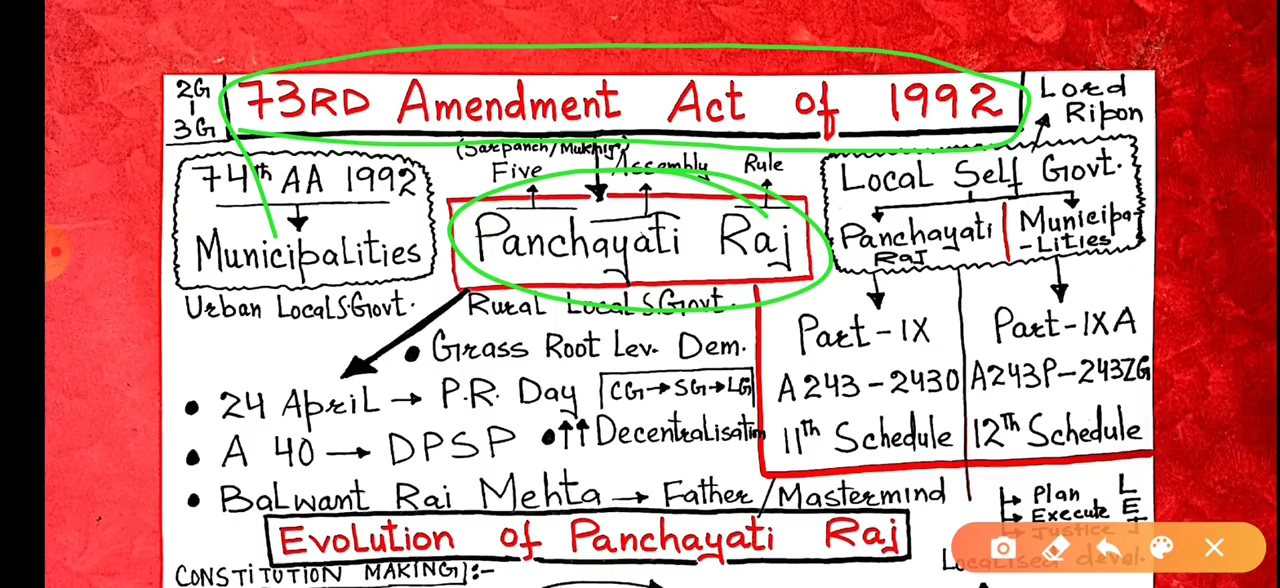 2G
3G
73RD Amendment Act of 1992
Lord
Ripon
74th AA 1992
Municipalities
Urban LocalS.Govt.
(Sarpanch/Mukhiya)
Five
Assembly
Rule
Panchayati Raj
Rural LocalS.Govt.
Local Self Govt.
Panchayati
Raj
Municipa-
-lities
Part-IX
Part-IXA
A243-243O
A243P-243ZG
11th Schedule
12th Schedule
• Grass Root Lev. Dem.
• 24 April → P.R. Day
CG→SG→LG
• A 40 → DPSP
• ↑↑ Decentralisation
• Balwant Rai Mehta → Father/Mastermind
Plan
Execute
Justice
L
E
Evolution of Panchayati Raj
CONSTITUTION MAKING:-